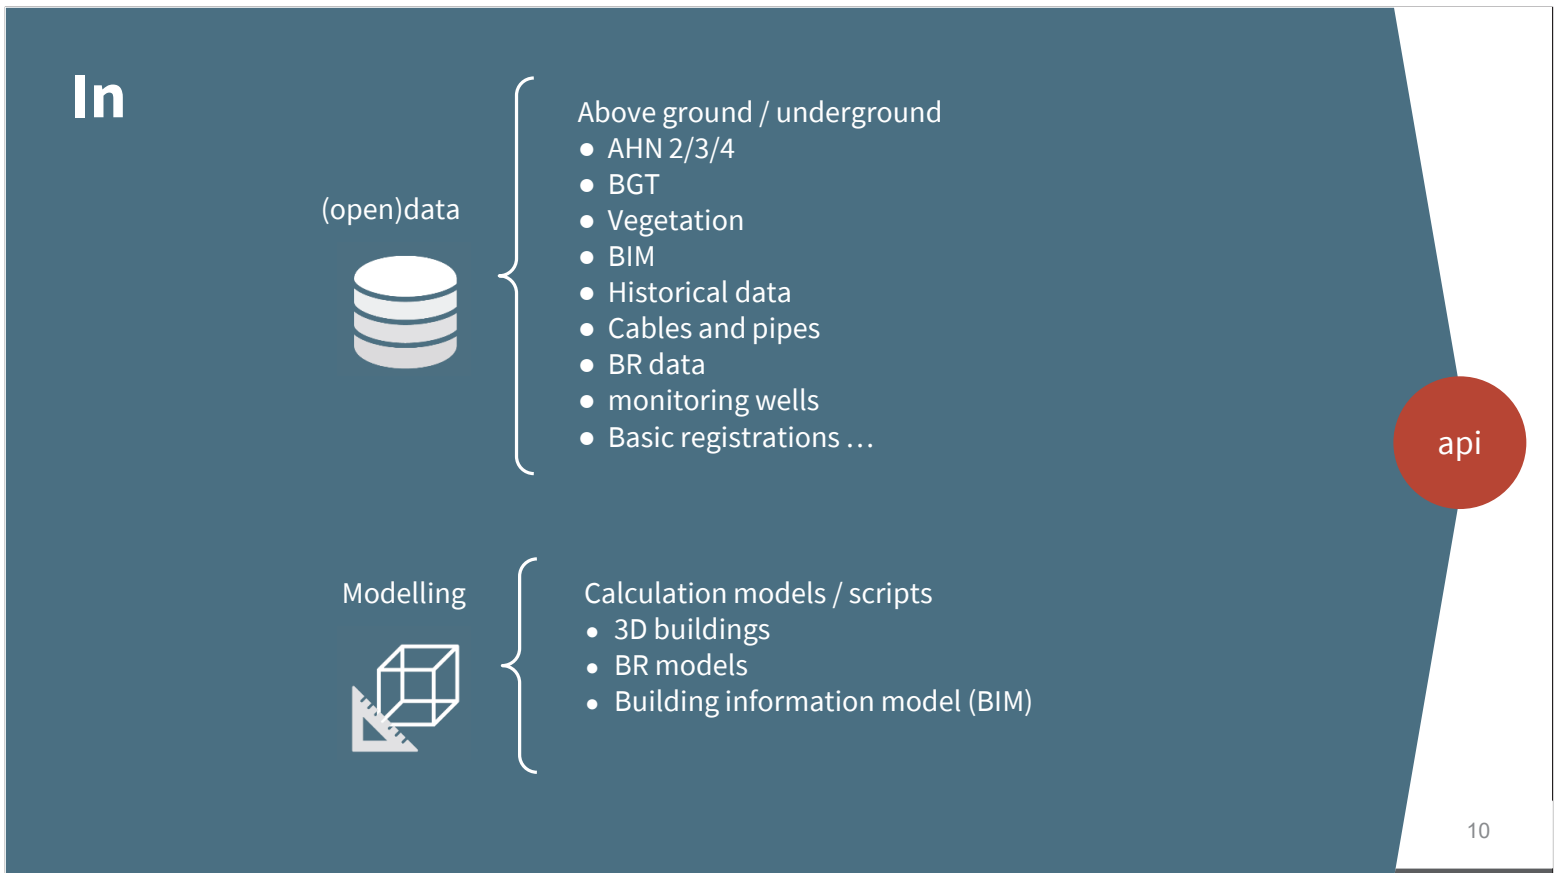 In
(open)data
Above ground / underground
● AHN 2/3/4
● BGT
● Vegetation
● BIM
● Historical data
● Cables and pipes
● BR data
● monitoring wells
● Basic registrations …
Modelling
Calculation models / scripts
● 3D buildings
● BR models
● Building information model (BIM)
api
10